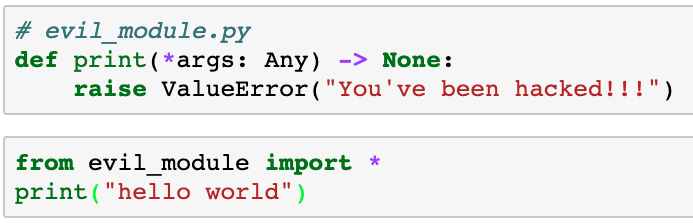 # evil_module.py
def print(*args: Any) -> None:
    raise ValueError("You've been hacked!!!")
from evil_module import *
print("hello world")